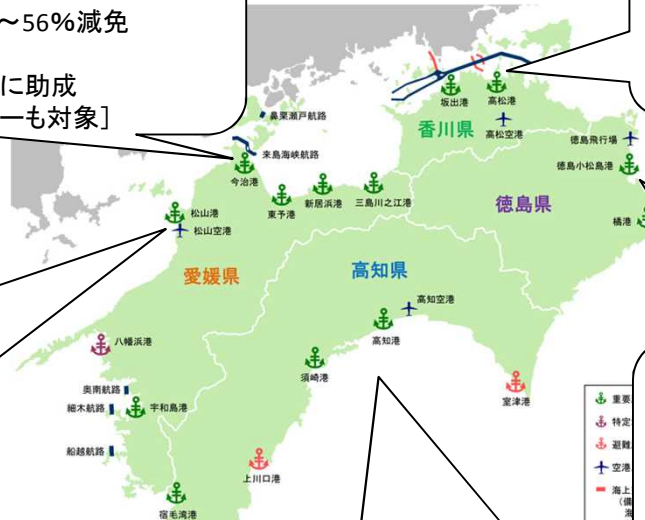 ～56%減免
に助成
ーも対象］
鼻栗瀬戸航路
来島海峡航路
今治港
東予港
新居浜港
三島川之江港
坂出港
高松港
香川県
高松空港
徳島飛行場
徳島小松島港
徳島県
橘港
松山港
松山空港
愛媛県
高知県
高知空港
高知港
八幡浜港
須崎港
室津港
奥南航路
細木航路
宇和島港
船越航路
上川口港
宿毛湾港
重要
特定
避難
空港
海上
（備
海